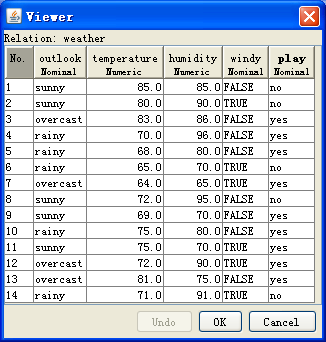 Viewer
Relation: weather
No. outlook temperature humidity windy play
Nominal Numeric Numeric Nominal Nominal
1 sunny 85.0 85.0 FALSE no
2 sunny 80.0 90.0 TRUE no
3 overcast 83.0 86.0 FALSE yes
4 rainy 70.0 96.0 FALSE yes
5 rainy 68.0 80.0 FALSE yes
6 rainy 65.0 70.0 TRUE no
7 overcast 64.0 65.0 TRUE yes
8 sunny 72.0 95.0 FALSE no
9 sunny 69.0 70.0 FALSE yes
10 rainy 75.0 80.0 FALSE yes
11 sunny 75.0 70.0 TRUE yes
12 overcast 72.0 90.0 TRUE yes
13 overcast 81.0 75.0 FALSE yes
14 rainy 71.0 91.0 TRUE no
Undo OK Cancel